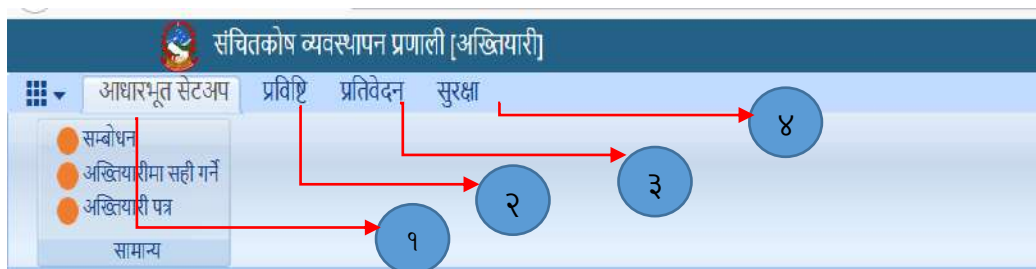 संचितकोष व्यवस्थापन प्रणाली [अख्तियारी]
आधारभूत सेटअप प्रविष्टि प्रतिवेदन सुरक्षा
सम्बोधन
अख्तियारीमा सही गर्ने
अख्तियारी पत्र
सामान्य
१
२
३
४